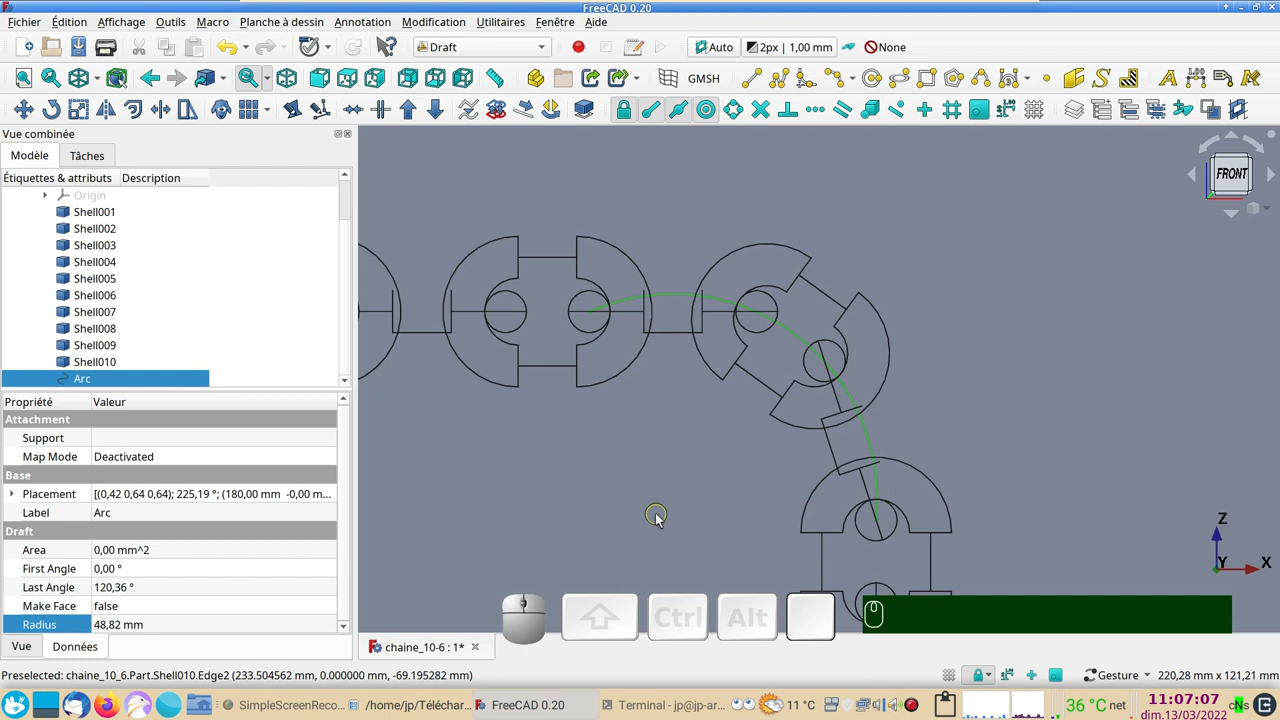 FreeCAD 0.20
Fichier Édition Affichage Outils Macro Planche à dessin Annotation Modification Utilitaires Fenêtre Aide
Draft Auto 2px | 1,00 mm None
GMSH
Vue combinée
Modèle Tâches
Étiquettes & attributs Description
Origin
Shell001
Shell002
Shell003
Shell004
Shell005
Shell006
Shell007
Shell008
Shell009
Shell010
Arc
Propriété Valeur
Attachment
Support
Map Mode Deactivated
Base
Placement [(0,42 0,64 0,64); 225,19 °; (180,00 mm -0,00 m...
Label Arc
Draft
Area 0,00 mm^2
First Angle 0,00 °
Last Angle 120,36 °
Make Face false
Radius 48,82 mm
Vue Données
FRONT
Z
Y X
Ctrl Alt
chaine_10-6 : 1*
Preselected: chaine_10_6.Part.Shell010.Edge2 (233.504562 mm, 0.000000 mm, -69.195282 mm)
Gesture 220,28 mm x 121,21 mm
SimpleScreenReco... /home/jp/Téléchar... FreeCAD 0.20 Terminal - jp@jp-ar... 11 °C 36 °C net 11:07:07
dim.13/03/2022